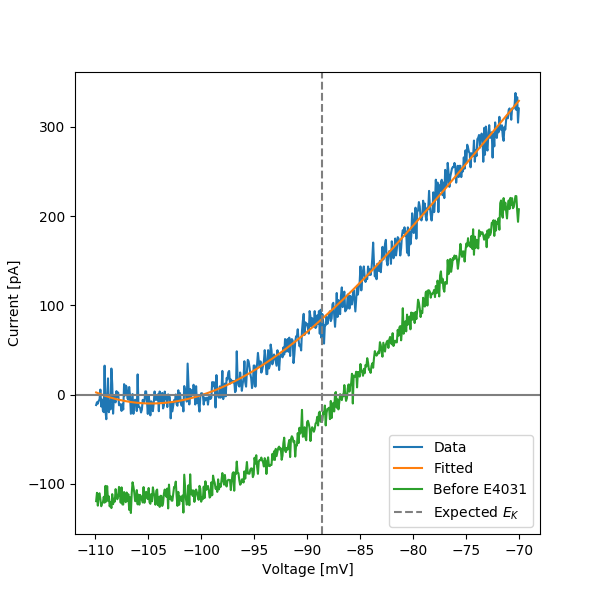 300
200
100
0
−100
Current [pA]
Data
Fitted
Before E4031
Expected E_K
−110 −105 −100 −95 −90 −85 −80 −75 −70
Voltage [mV]